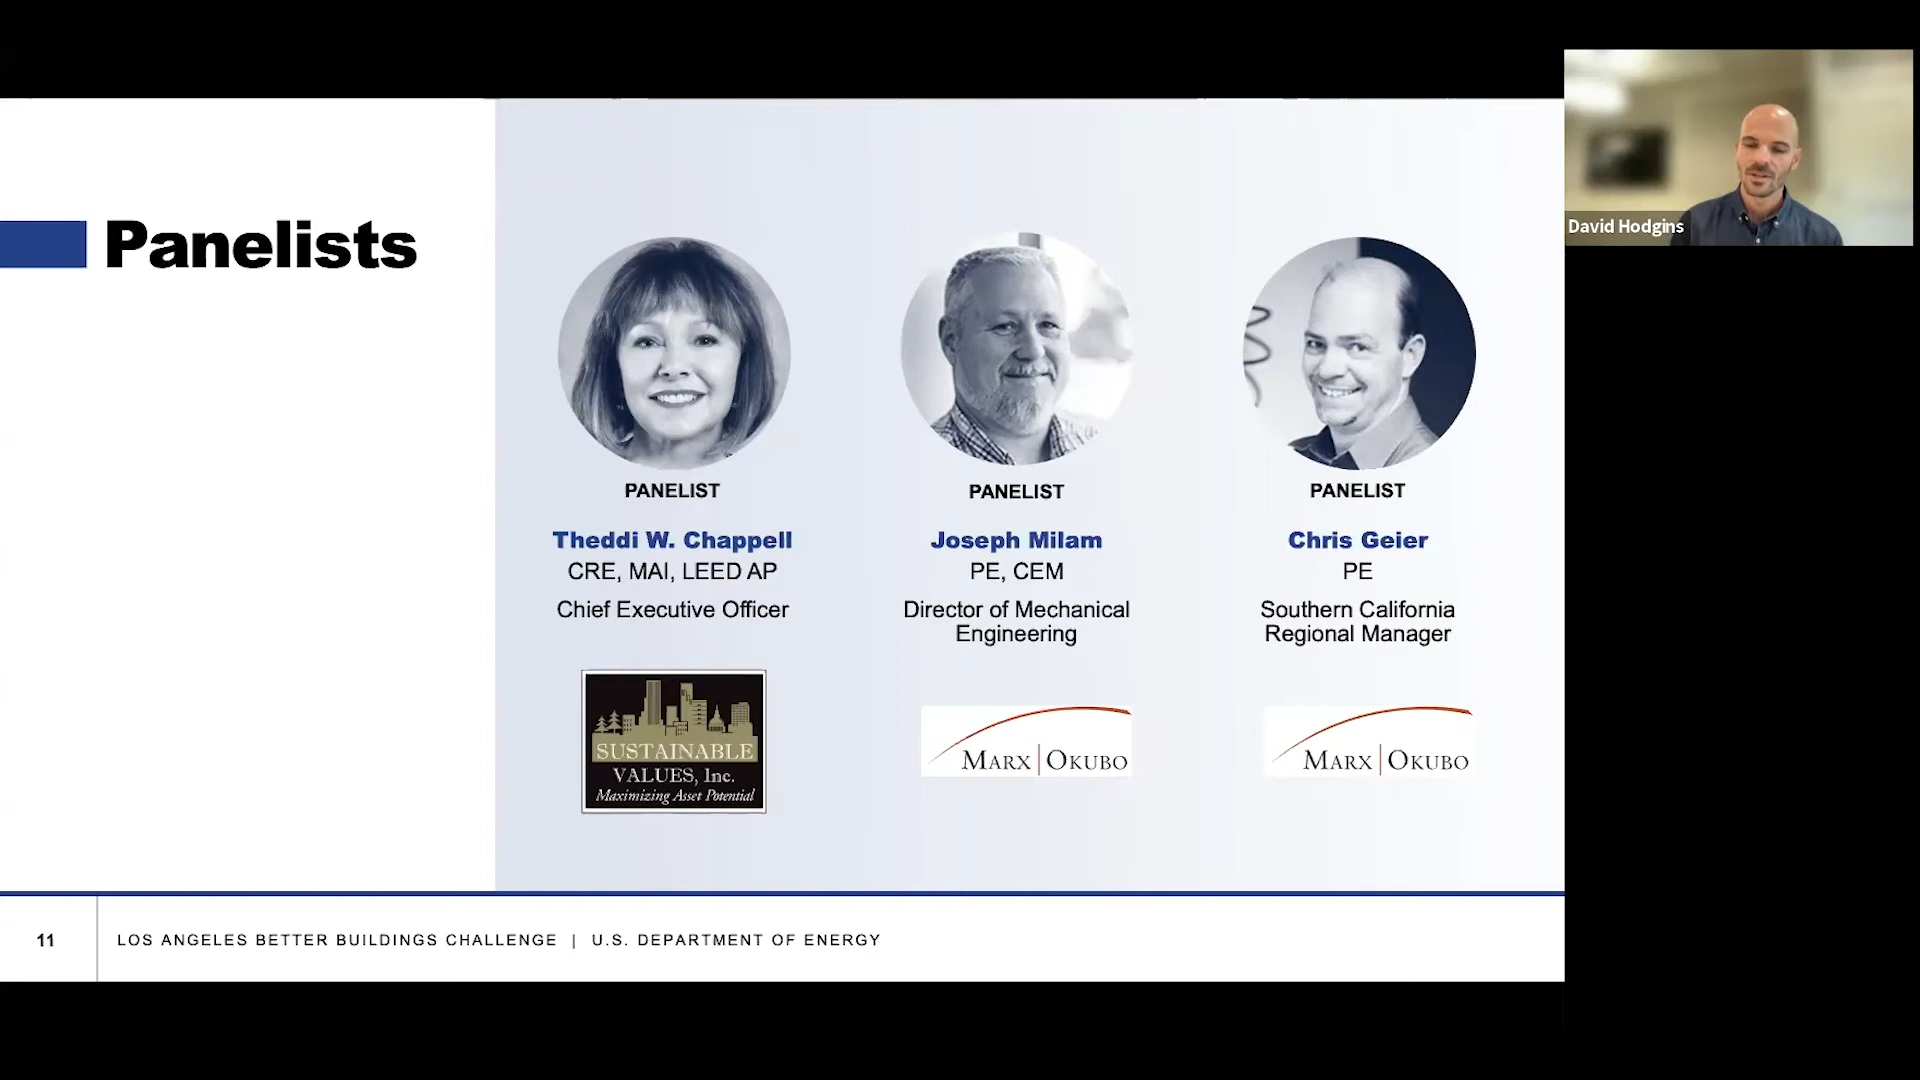 Panelists
PANELIST
Theddi W. Chappell
CRE, MAI, LEED AP
Chief Executive Officer
SUSTAINABLE
VALUES, Inc.
Maximizing Asset Potential
PANELIST
Joseph Milam
PE, CEM
Director of Mechanical
Engineering
MARX | OKUBO
PANELIST
Chris Geier
PE
Southern California
Regional Manager
MARX | OKUBO
David Hodgins
11
LOS ANGELES BETTER BUILDINGS CHALLENGE | U.S. DEPARTMENT OF ENERGY